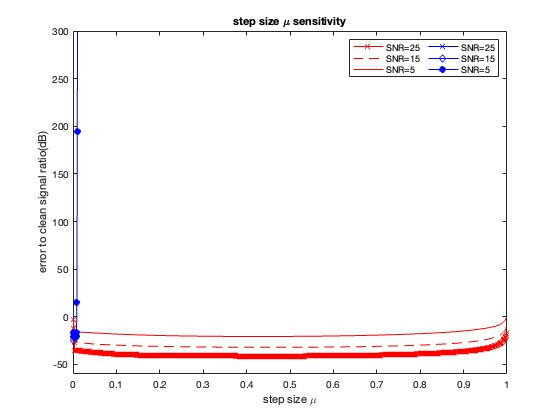 step size μ sensitivity
300
250
200
150
100
50
0
-50
error to clean signal ratio(dB)
SNR=25
SNR=15
SNR=5
SNR=25
SNR=15
SNR=5
0
0.1
0.2
0.3
0.4
0.5
0.6
0.7
0.8
0.9
1
step size μ